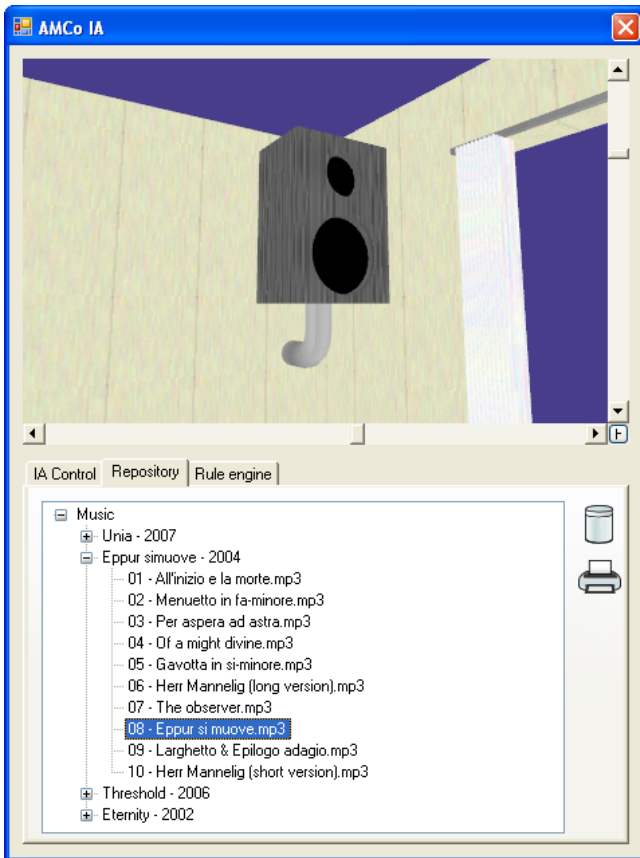 AMCo IA
IA Control Repository Rule engine
Music
Unia - 2007
Eppur simuove - 2004
01 - All'inizio e la morte.mp3
02 - Menuetto in fa-minore.mp3
03 - Per aspera ad astra.mp3
04 - Of a might divine.mp3
05 - Gavotta in si-minore.mp3
06 - Herr Mannelig (long version).mp3
07 - The observer.mp3
08 - Eppur si muove.mp3
09 - Larghetto & Epilogo adagio.mp3
10 - Herr Mannelig (short version).mp3
Threshold - 2006
Eternity - 2002